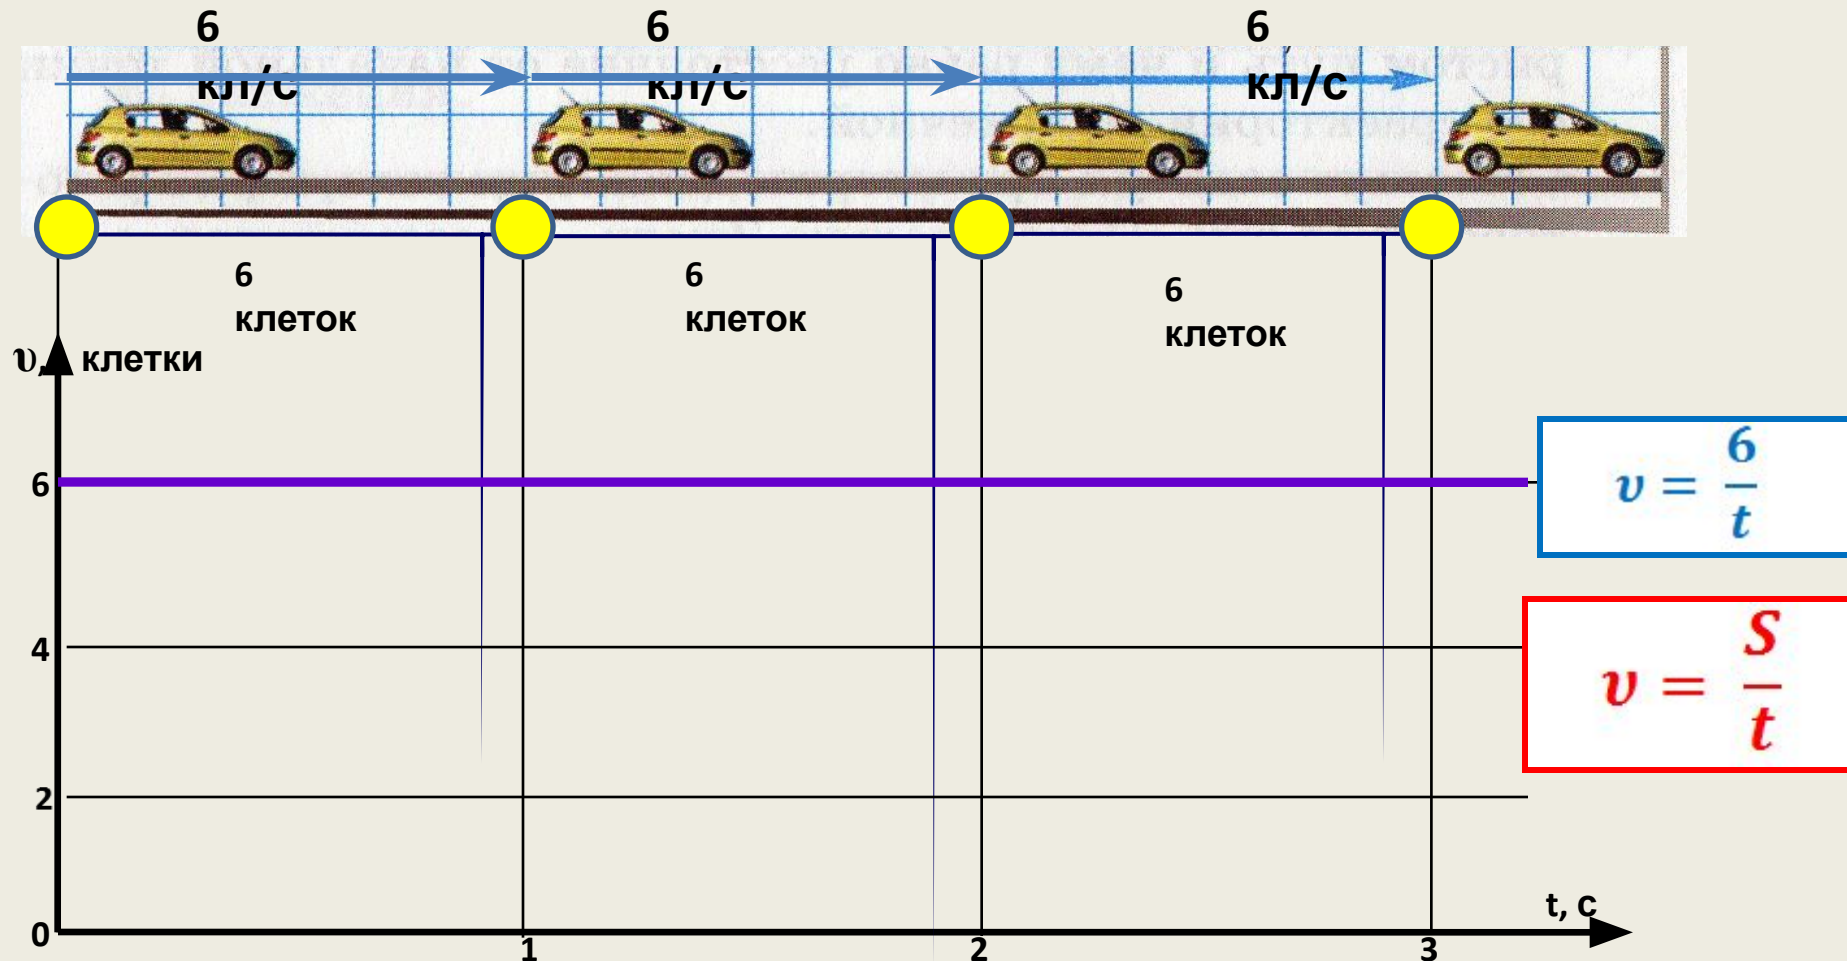 6
кл/с
6
кл/с
6
кл/с
6
клеток
6
клеток
6
клеток
υ, клетки
6
4
2
0
1
2
3
t, с
υ = 6/t
υ = S/t